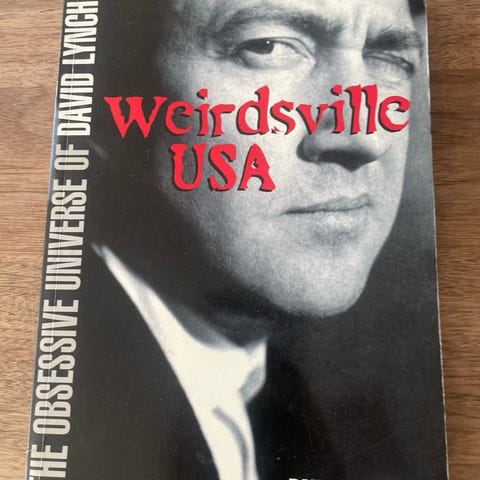 THE OBSESSIVE UNIVERSE OF DAVID LYNCH
Weirdsville
USA